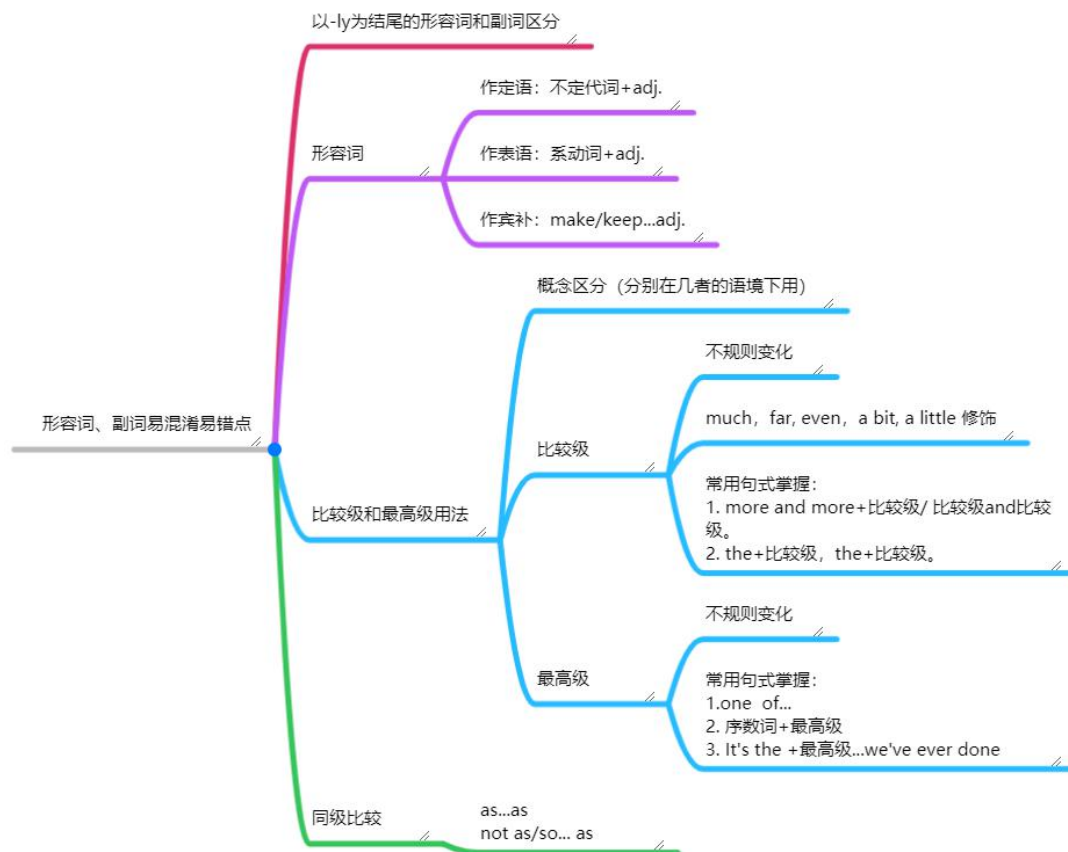 以-ly为结尾的形容词和副词区分
作定语：不定代词+adj.
形容词
作表语：系动词+adj.
作宾补：make/keep...adj.
概念区分（分别在几者的语境下用）
不规则变化
much，far, even，a bit, a little 修饰
形容词、副词易混淆易错点
比较级
常用句式掌握：
1. more and more+比较级/ 比较级and比较
级。
2. the+比较级，the+比较级。
比较级和最高级用法
不规则变化
最高级
常用句式掌握：
1.one of...
2. 序数词+最高级
3. It's the +最高级...we've ever done
同级比较
as...as
not as/so... as